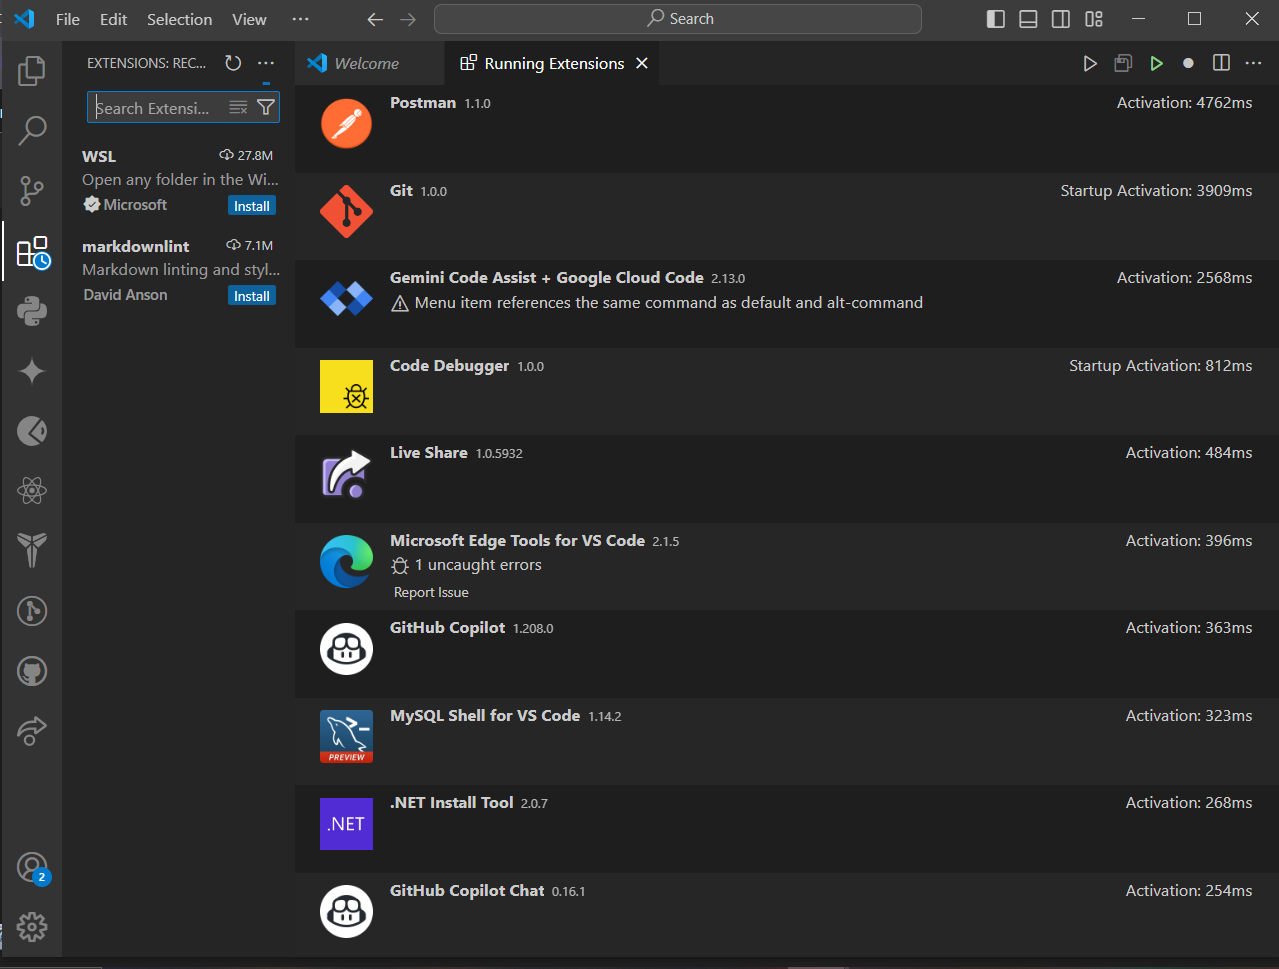 File Edit Selection View ···
Search
EXTENSIONS: REC... ···
Search Extensi...
WSL 27.8M
Open any folder in the Wi...
Microsoft Install
markdownlint 7.1M
Markdown linting and styl...
David Anson Install
2
Welcome Running Extensions
Postman 1.1.0 Activation: 4762ms
Git 1.0.0 Startup Activation: 3909ms
Gemini Code Assist + Google Cloud Code 2.13.0 Activation: 2568ms
Menu item references the same command as default and alt-command
Code Debugger 1.0.0 Startup Activation: 812ms
Live Share 1.0.5932 Activation: 484ms
Microsoft Edge Tools for VS Code 2.1.5 Activation: 396ms
1 uncaught errors
Report Issue
GitHub Copilot 1.208.0 Activation: 363ms
MySQL Shell for VS Code 1.14.2 Activation: 323ms
PREVIEW
.NET Install Tool 2.0.7 Activation: 268ms
.NET
GitHub Copilot Chat 0.16.1 Activation: 254ms